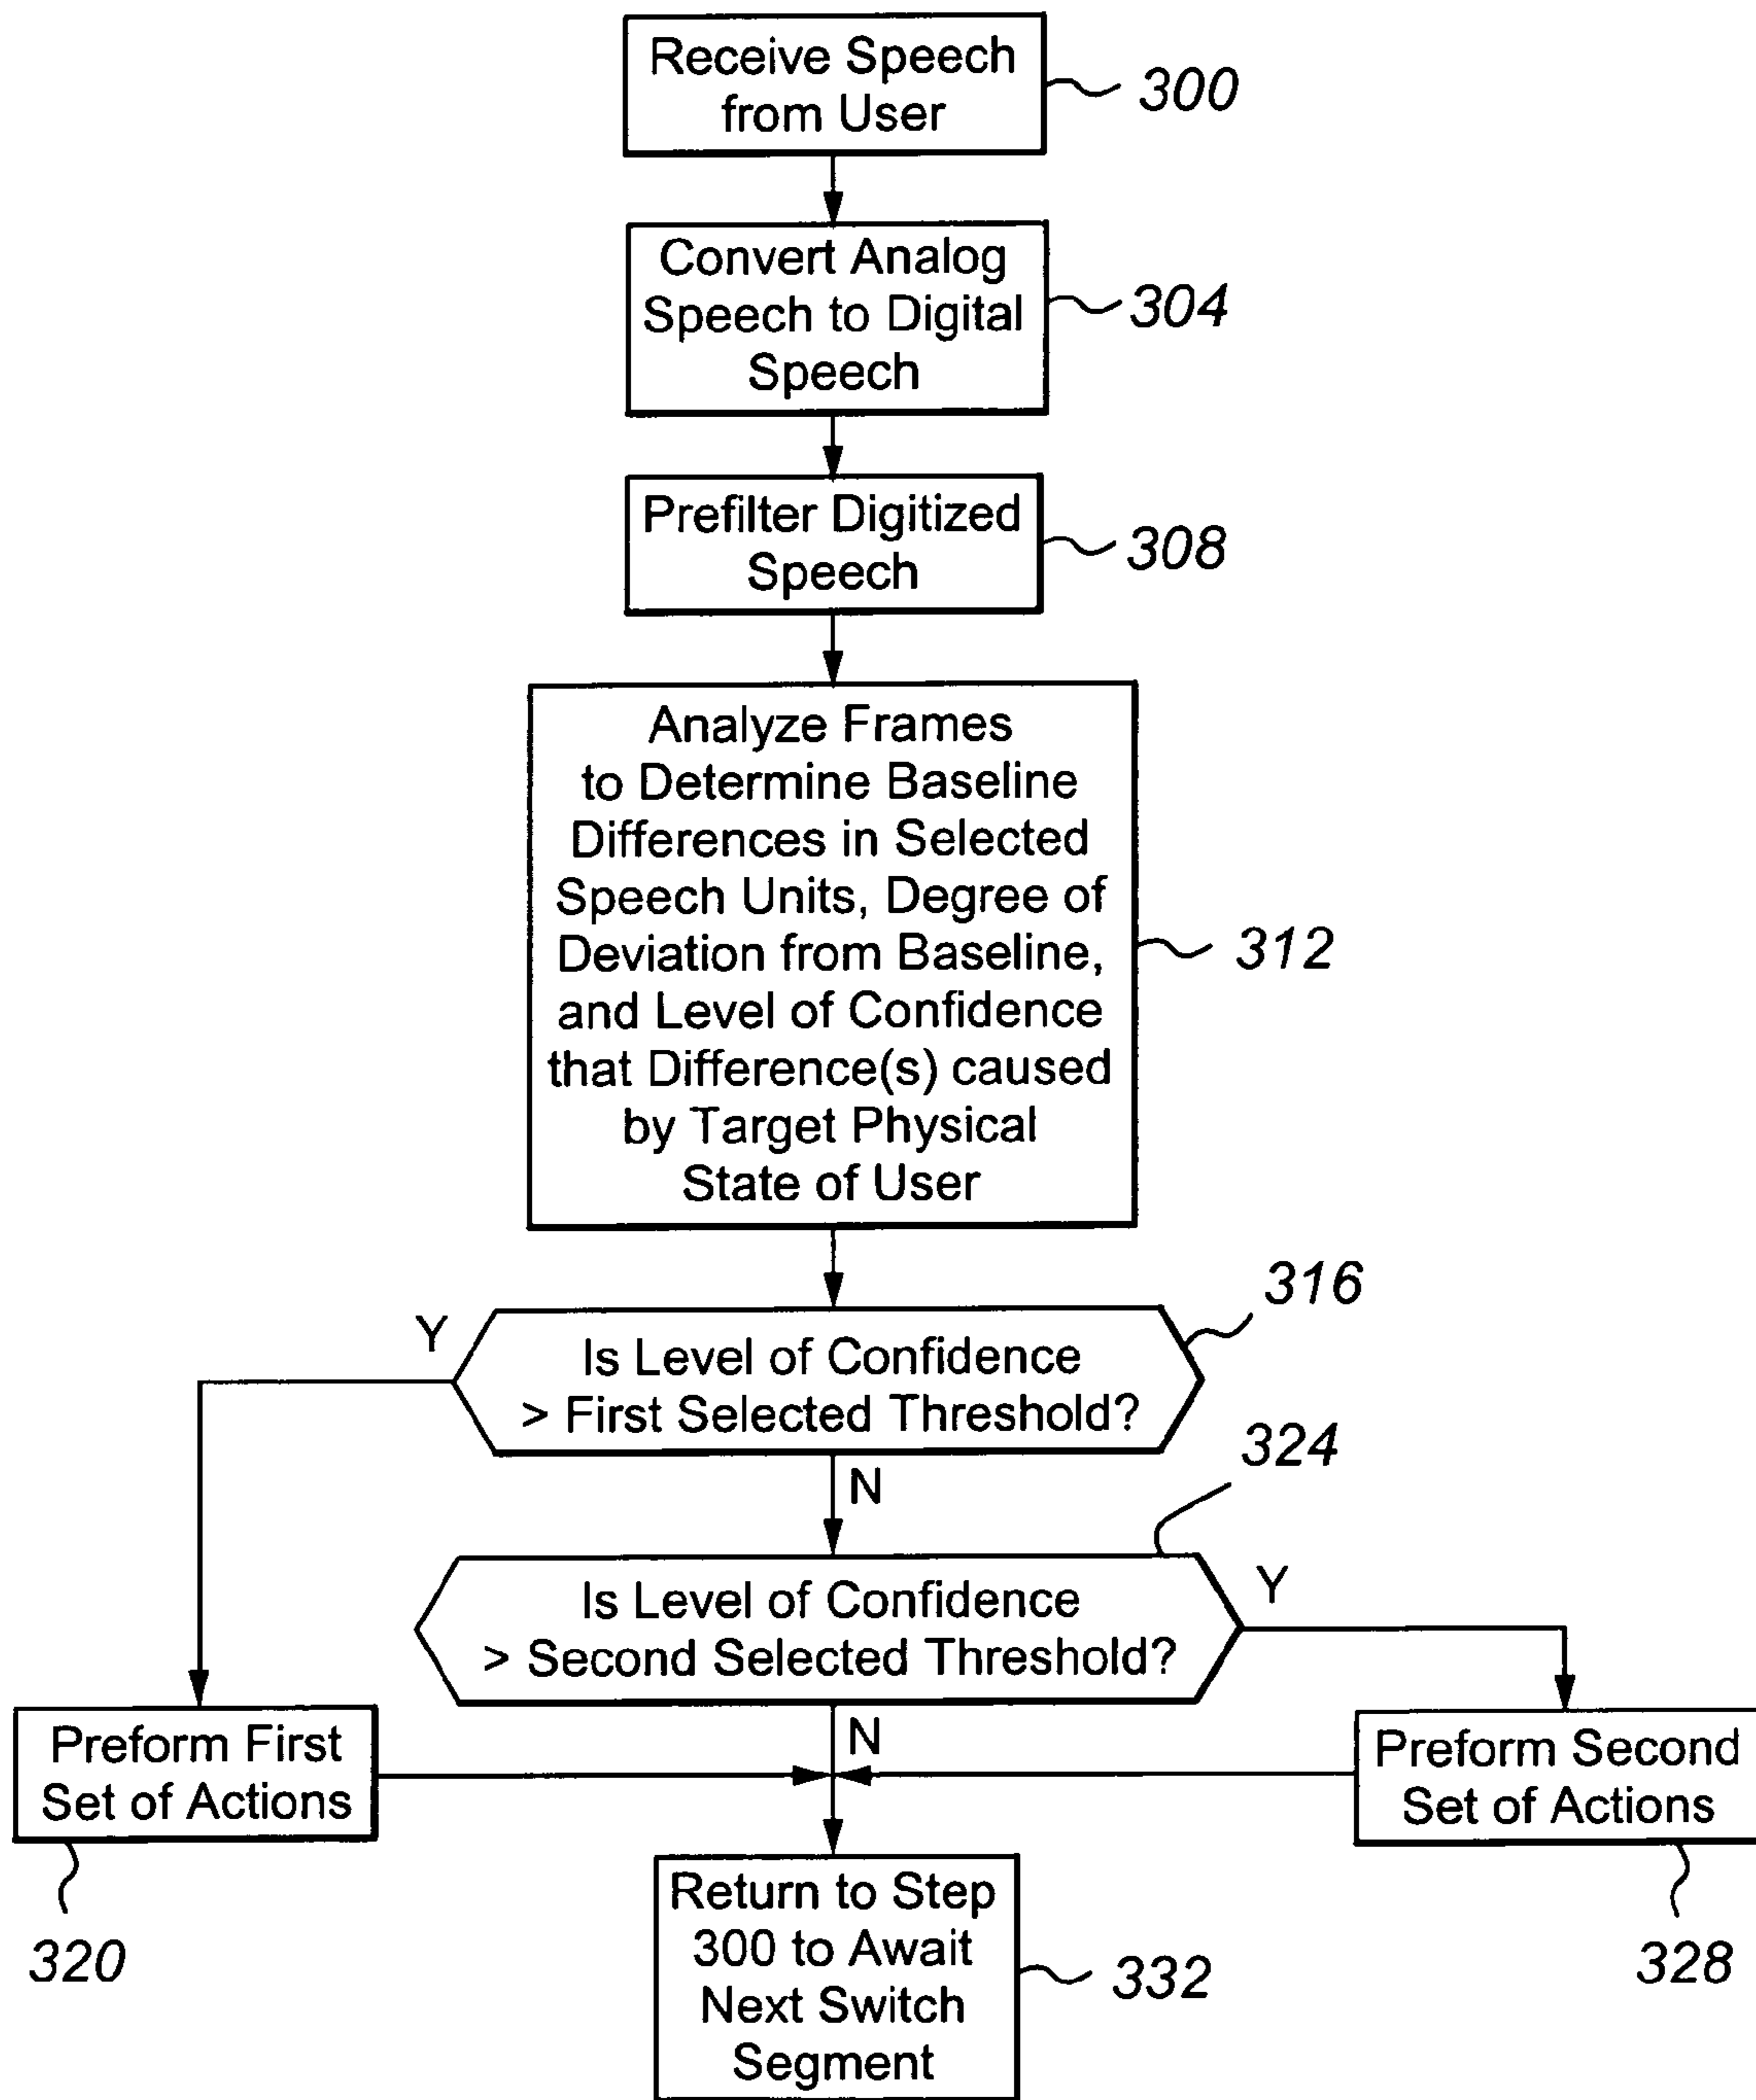 Receive Speech
from User
300
Convert Analog
Speech to Digital
Speech
304
Prefilter Digitized
Speech
308
Analyze Frames
to Determine Baseline
Differences in Selected
Speech Units, Degree of
Deviation from Baseline,
and Level of Confidence
that Difference(s) caused
by Target Physical
State of User
312
316
Y
Is Level of Confidence
> First Selected Threshold?
N
324
Is Level of Confidence
> Second Selected Threshold?
Y
N
Preform First
Set of Actions
320
Preform Second
Set of Actions
328
Return to Step
300 to Await
Next Switch
Segment
332